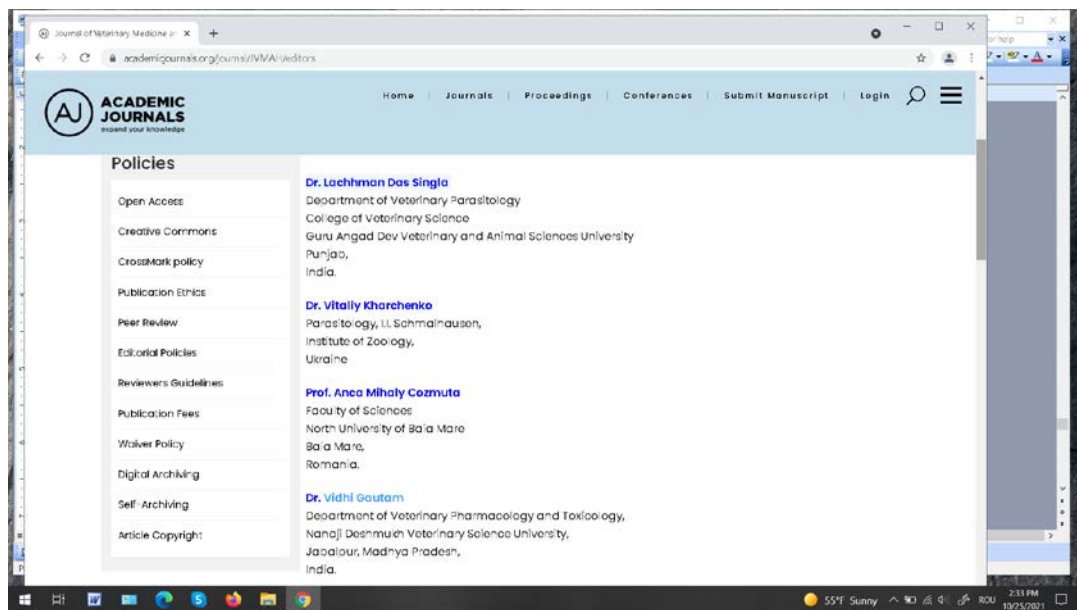 Journal of Veterinary Medicine an
academicjournals.org/journal/JVMAH/editors
or help
AJ
ACADEMIC
JOURNALS
expand your knowledge
Home | Journals | Proceedings | Conferences | Submit Manuscript | Login
Policies
Open Access
Creative Commons
CrossMark policy
Publication Ethics
Peer Review
Editorial Policies
Reviewers Guidelines
Publication Fees
Waiver Policy
Digital Archiving
Self-Archiving
Article Copyright
Dr. Lachhman Das Singla
Department of Veterinary Parasitology
College of Veterinary Science
Guru Angad Dev Veterinary and Animal Sciences University
Punjab,
India.
Dr. Vitaliy Kharchenko
Parasitology, I.I. Schmalhausen,
Institute of Zoology,
Ukraine
Prof. Anca Mihaly Cozmuta
Faculty of Sciences
North University of Baia Mare
Baia Mare,
Romania.
Dr. Vidhi Gautam
Department of Veterinary Pharmacology and Toxicology,
Nanaji Deshmukh Veterinary Science University,
Jabalpur, Madhya Pradesh,
India.
55°F Sunny
ROU
2:33 PM
10/25/2021